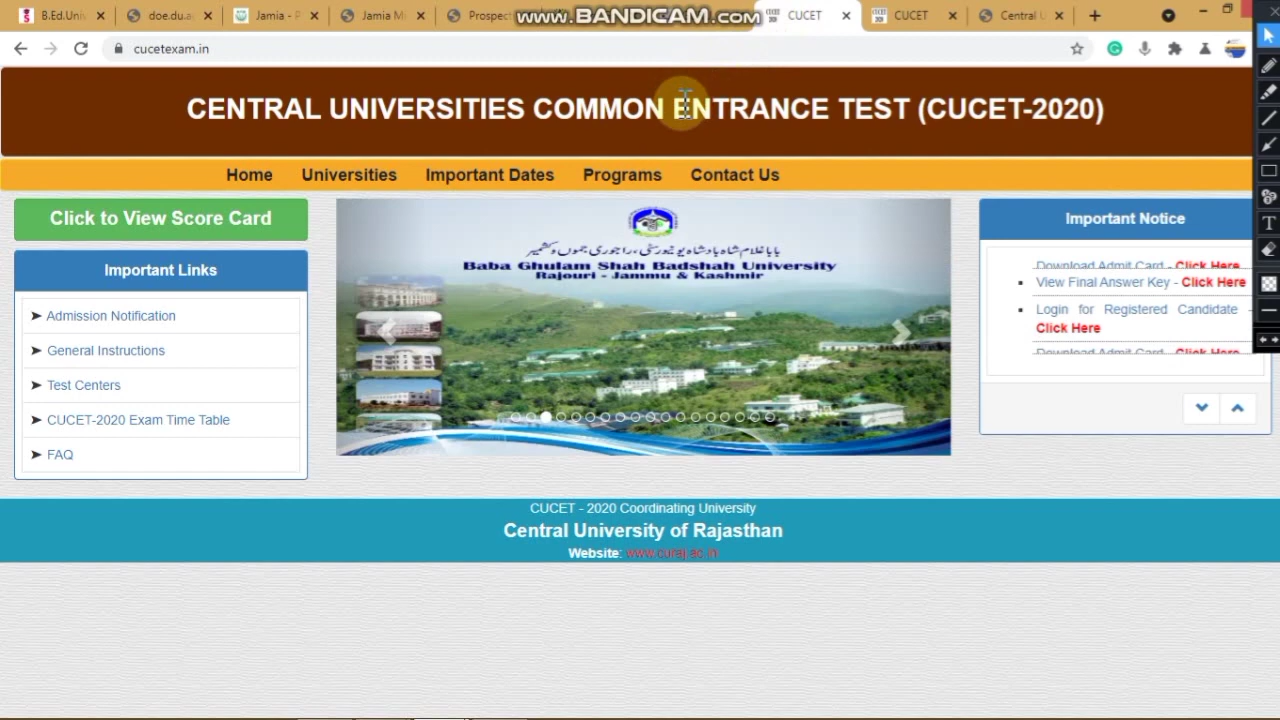 B.Ed.Univ
doe.du.a
Jamia - P
Jamia M
Prospect
www.BANDICAM.com
CUCET
CUCET
Central U
cucetexam.in
CENTRAL UNIVERSITIES COMMON ENTRANCE TEST (CUCET-2020)
Home Universities Important Dates Programs Contact Us
Click to View Score Card
Important Links
➤ Admission Notification
➤ General Instructions
➤ Test Centers
➤ CUCET-2020 Exam Time Table
➤ FAQ
بابا غلام شاہ بادشاہ یونیورسٹی، راجوری جموں و کشمیر
Baba Ghulam Shah Badshah University
Rajouri - Jammu & Kashmir
Important Notice
Download Admit Card - Click Here
View Final Answer Key - Click Here
Login for Registered Candidate -
Click Here
Download Admit Card - Click Here
CUCET - 2020 Coordinating University
Central University of Rajasthan
Website: www.curaj.ac.in